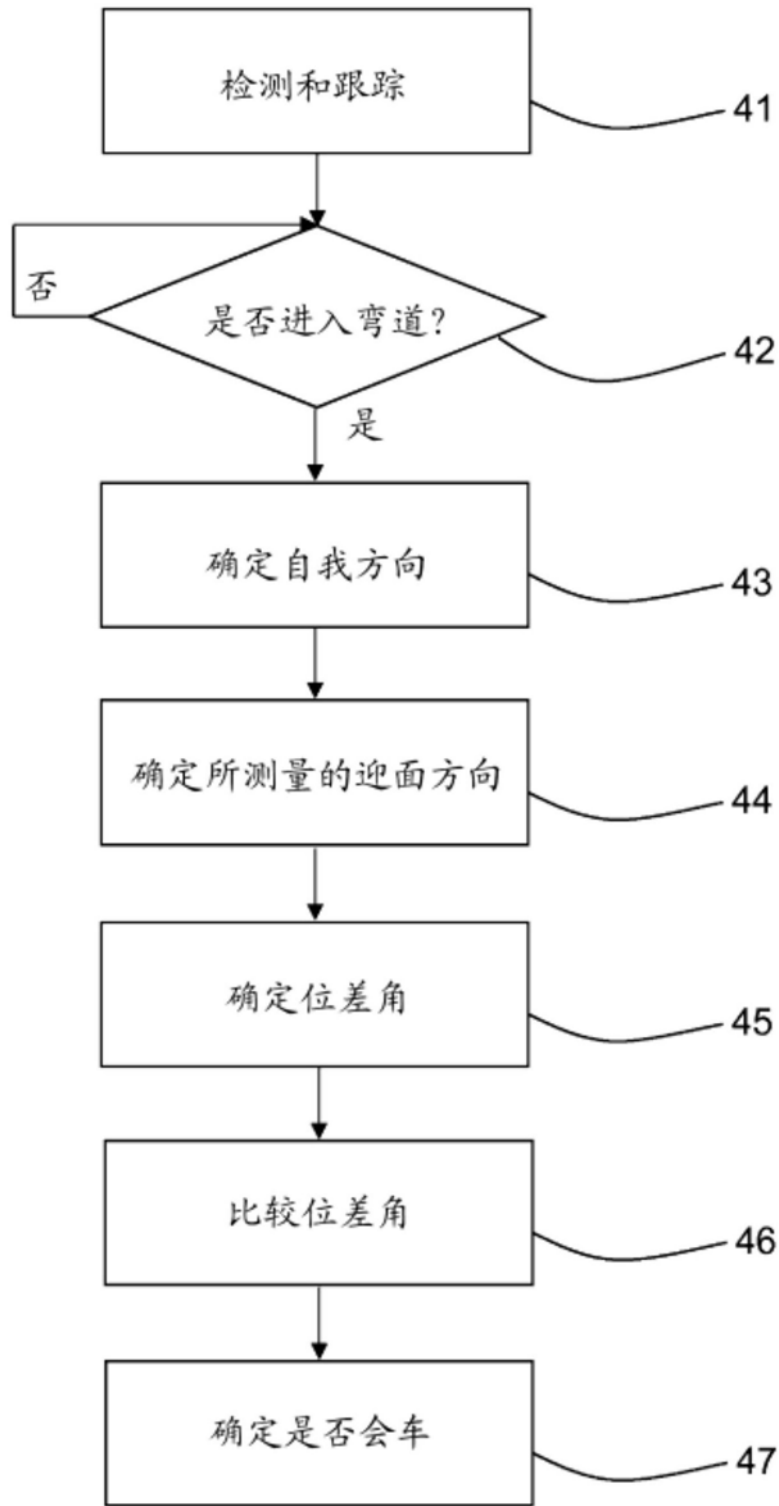 检测和跟踪
41
否
是否进入弯道?
42
是
确定自我方向
43
确定所测量的迎面方向
44
确定位差角
45
比较位差角
46
确定是否会车
47